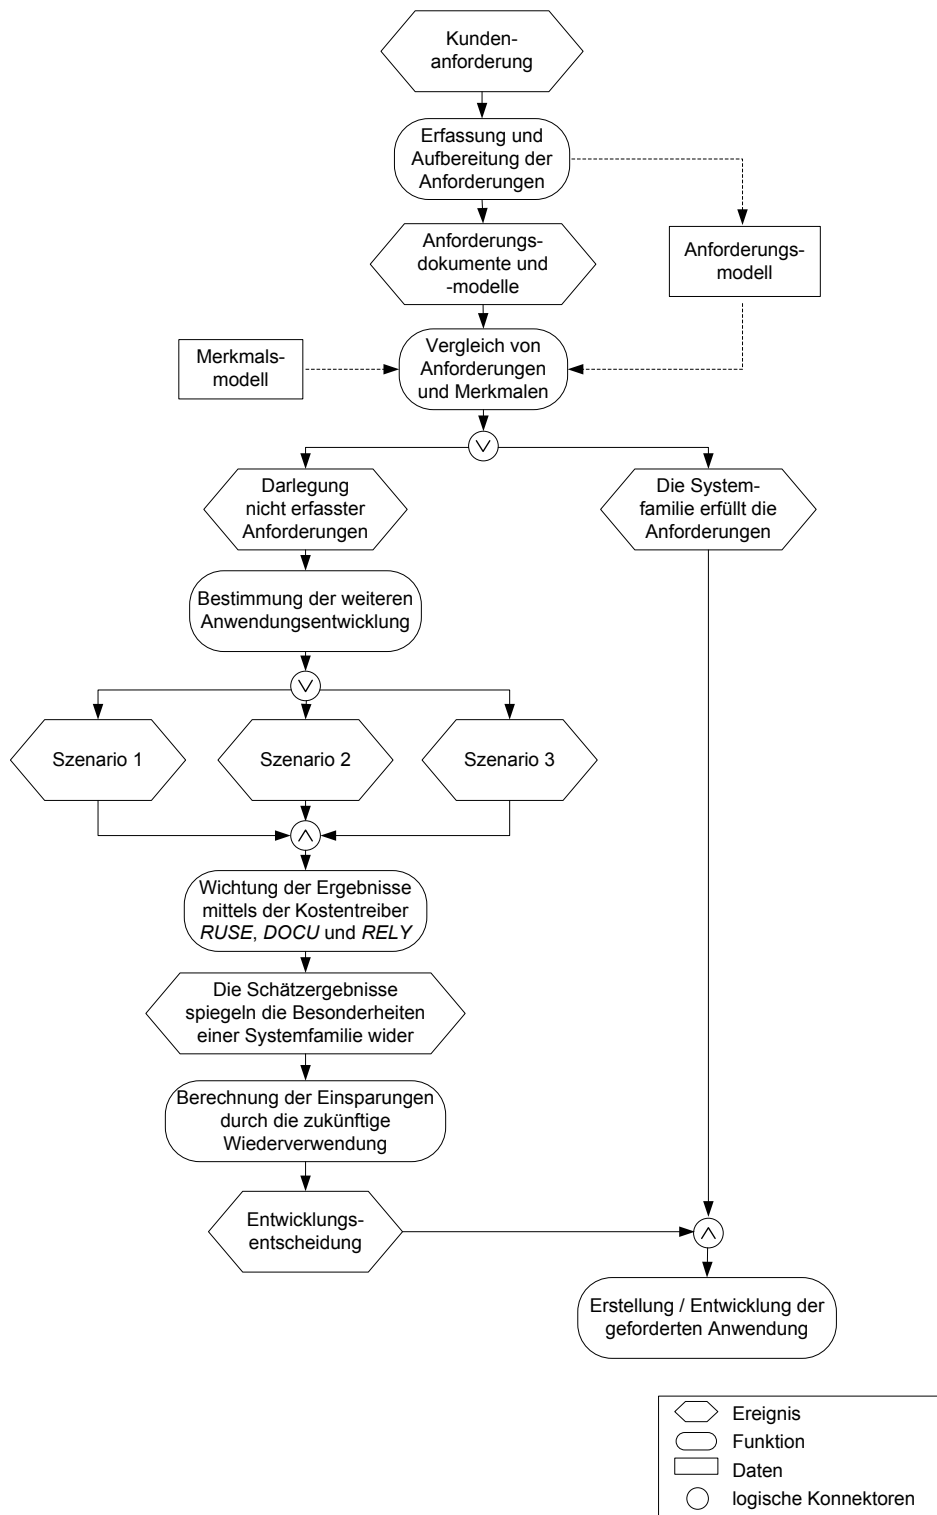 Kunden-
anforderung
Erfassung und
Aufbereitung der
Anforderungen
Anforderungs-
dokumente und
-modelle
Anforderungs-
modell
Merkmals-
modell
Vergleich von
Anforderungen
und Merkmalen
Darlegung
nicht erfasster
Anforderungen
Die System-
familie erfüllt die
Anforderungen
Bestimmung der weiteren
Anwendungsentwicklung
Szenario 1
Szenario 2
Szenario 3
Wichtung der Ergebnisse
mittels der Kostentreiber
RUSE, DOCU und RELY
Die Schätzergebnisse
spiegeln die Besonderheiten
einer Systemfamilie wider
Berechnung der Einsparungen
durch die zukünftige
Wiederverwendung
Entwicklungs-
entscheidung
Erstellung / Entwicklung der
geforderten Anwendung
Ereignis
Funktion
Daten
logische Konnektoren